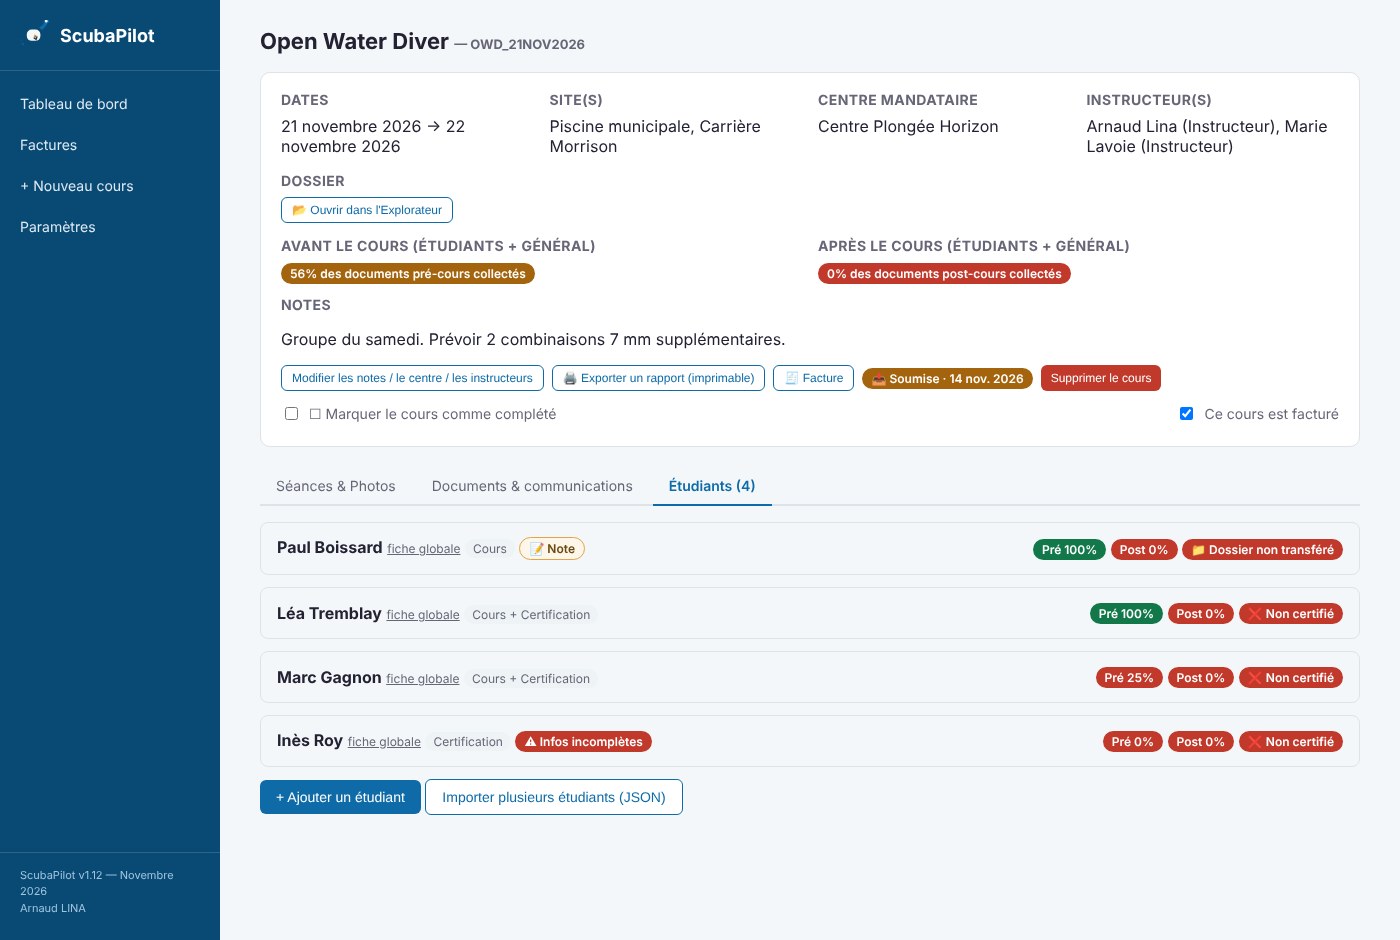 ScubaPilot
Tableau de bord
Factures
+ Nouveau cours
Paramètres
ScubaPilot v1.12 — Novembre
2026
Arnaud LINA
Open Water Diver — OWD_21NOV2026
DATES
21 novembre 2026 → 22
novembre 2026
SITE(S)
Piscine municipale, Carrière
Morrison
CENTRE MANDATAIRE
Centre Plongée Horizon
INSTRUCTEUR(S)
Arnaud Lina (Instructeur), Marie
Lavoie (Instructeur)
DOSSIER
📂 Ouvrir dans l'Explorateur
AVANT LE COURS (ÉTUDIANTS + GÉNÉRAL)
56% des documents pré-cours collectés
APRÈS LE COURS (ÉTUDIANTS + GÉNÉRAL)
0% des documents post-cours collectés
NOTES
Groupe du samedi. Prévoir 2 combinaisons 7 mm supplémentaires.
Modifier les notes / le centre / les instructeurs 🖨️ Exporter un rapport (imprimable) 🧾 Facture 📤 Soumise · 14 nov. 2026 Supprimer le cours
☐ Marquer le cours comme complété Ce cours est facturé
Séances & Photos Documents & communications Étudiants (4)
Paul Boissard fiche globale Cours 📝 Note Pré 100% Post 0% 📁 Dossier non transféré
Léa Tremblay fiche globale Cours + Certification Pré 100% Post 0% ❌ Non certifié
Marc Gagnon fiche globale Cours + Certification Pré 25% Post 0% ❌ Non certifié
Inès Roy fiche globale Certification ⚠ Infos incomplètes Pré 0% Post 0% ❌ Non certifié
+ Ajouter un étudiant Importer plusieurs étudiants (JSON)